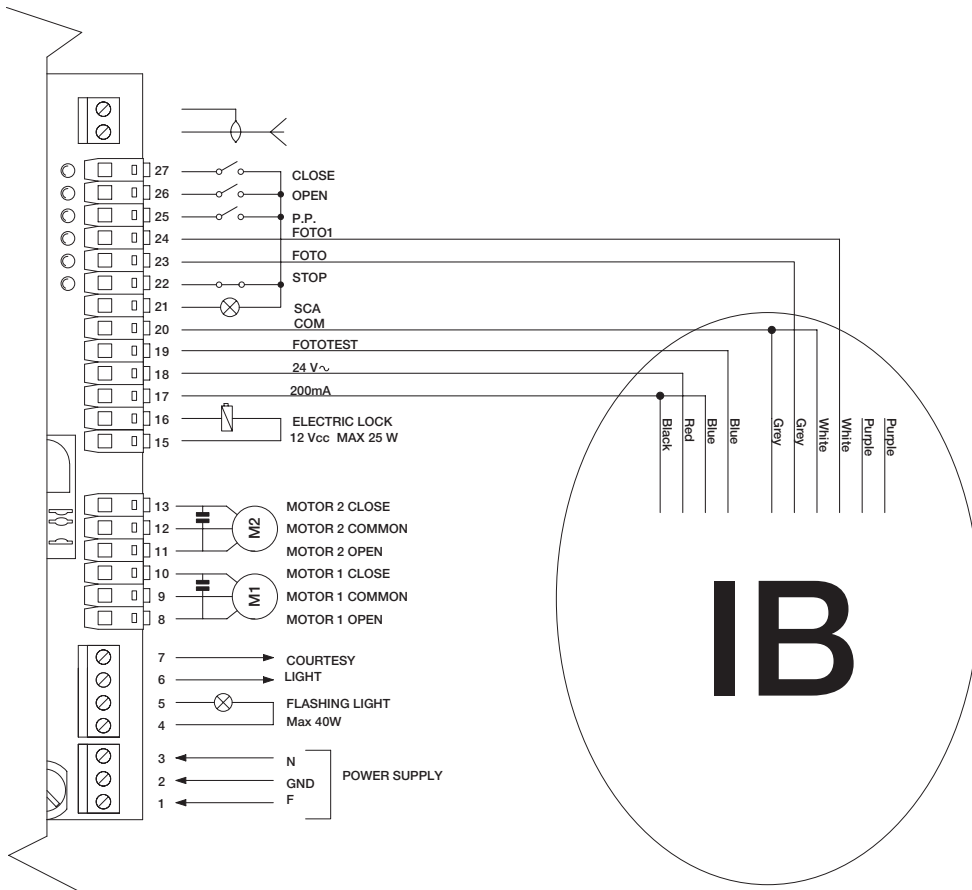 27
CLOSE
26
OPEN
25
P.P.
24
FOTO1
23
FOTO
22
STOP
21
SCA
20
COM
19
FOTOTEST
18
24 V~
17
200mA
16
ELECTRIC LOCK
15
12 Vcc MAX 25 W
13
MOTOR 2 CLOSE
12
M2
MOTOR 2 COMMON
11
MOTOR 2 OPEN
10
MOTOR 1 CLOSE
9
M1
MOTOR 1 COMMON
8
MOTOR 1 OPEN
7
COURTESY
6
LIGHT
5
FLASHING LIGHT
4
Max 40W
3
N
2
GND
1
F
POWER SUPPLY
Black
Red
Blue
Blue
Grey
Grey
White
White
Purple
Purple
IB